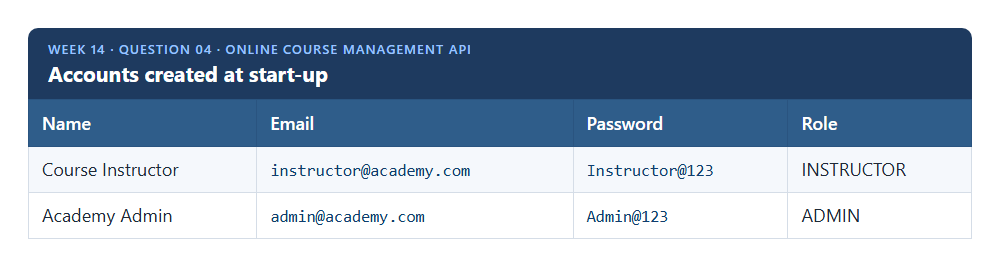 WEEK 14 · QUESTION 04 · ONLINE COURSE MANAGEMENT API
Accounts created at start-up
Name Email Password Role
Course Instructor instructor@academy.com Instructor@123 INSTRUCTOR
Academy Admin admin@academy.com Admin@123 ADMIN